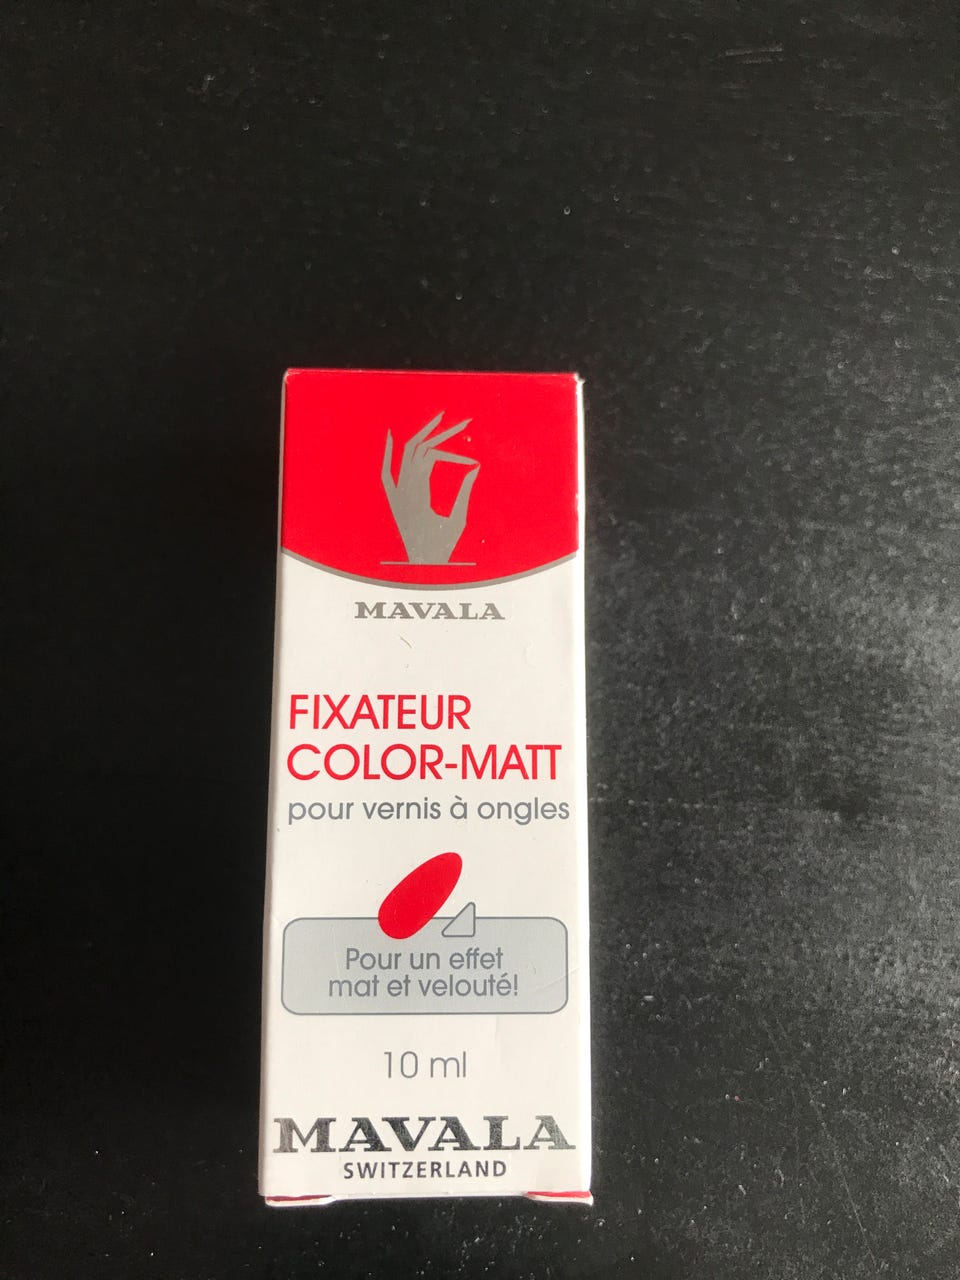 MAVALA
FIXATEUR
COLOR-MATT
pour vernis à ongles
Pour un effet
mat et velouté!
10 ml
MAVALA
SWITZERLAND